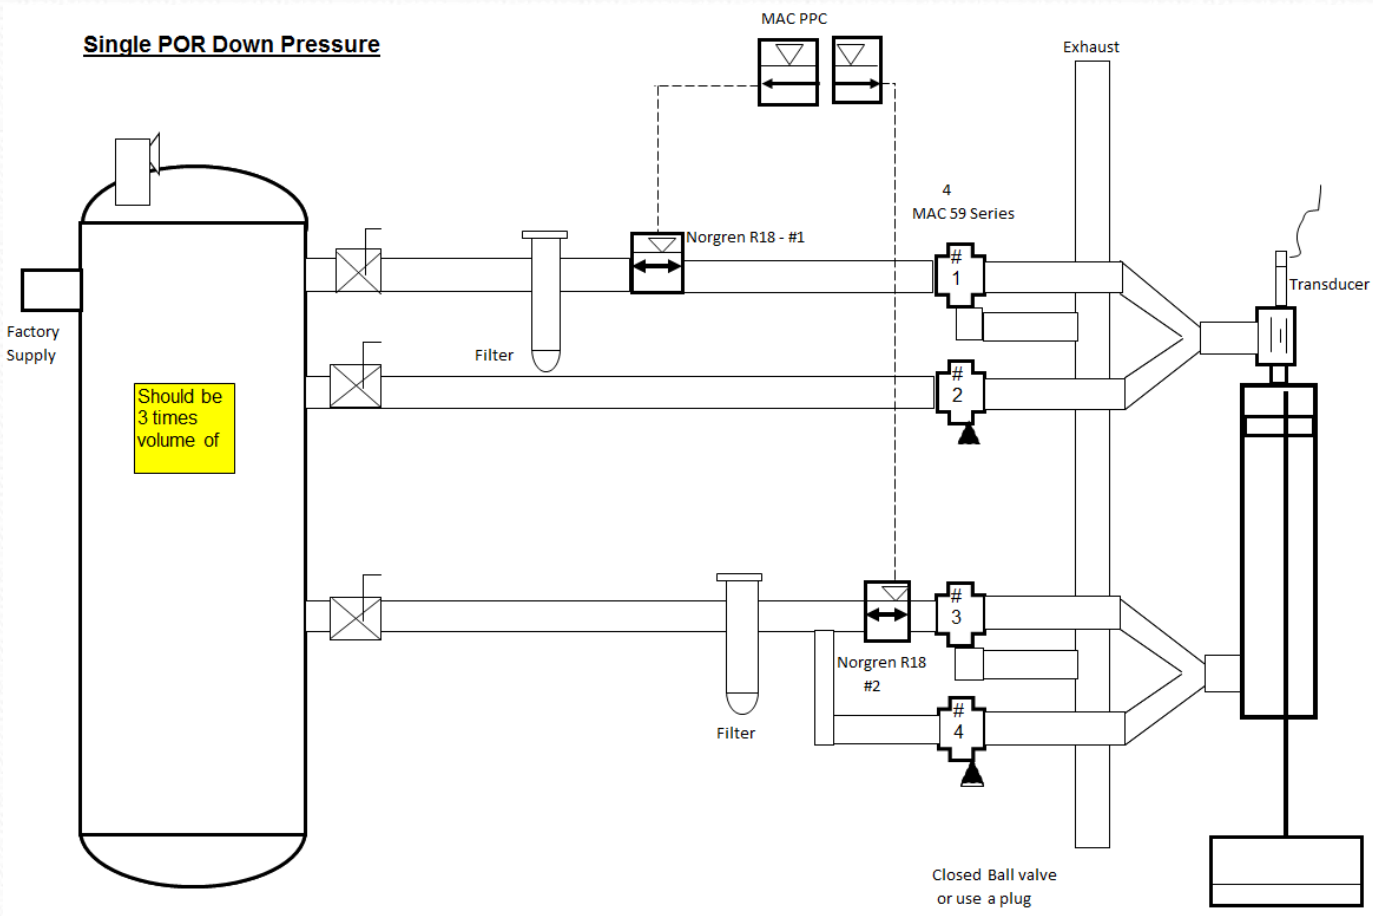 Single POR Down Pressure
MAC PPC
Exhaust
4
MAC 59 Series
Norgren R18 - #1
#
1
Transducer
Factory
Supply
Filter
#
2
Should be
3 times
volume of
#
3
Norgren R18
#2
#
4
Filter
Closed Ball valve
or use a plug